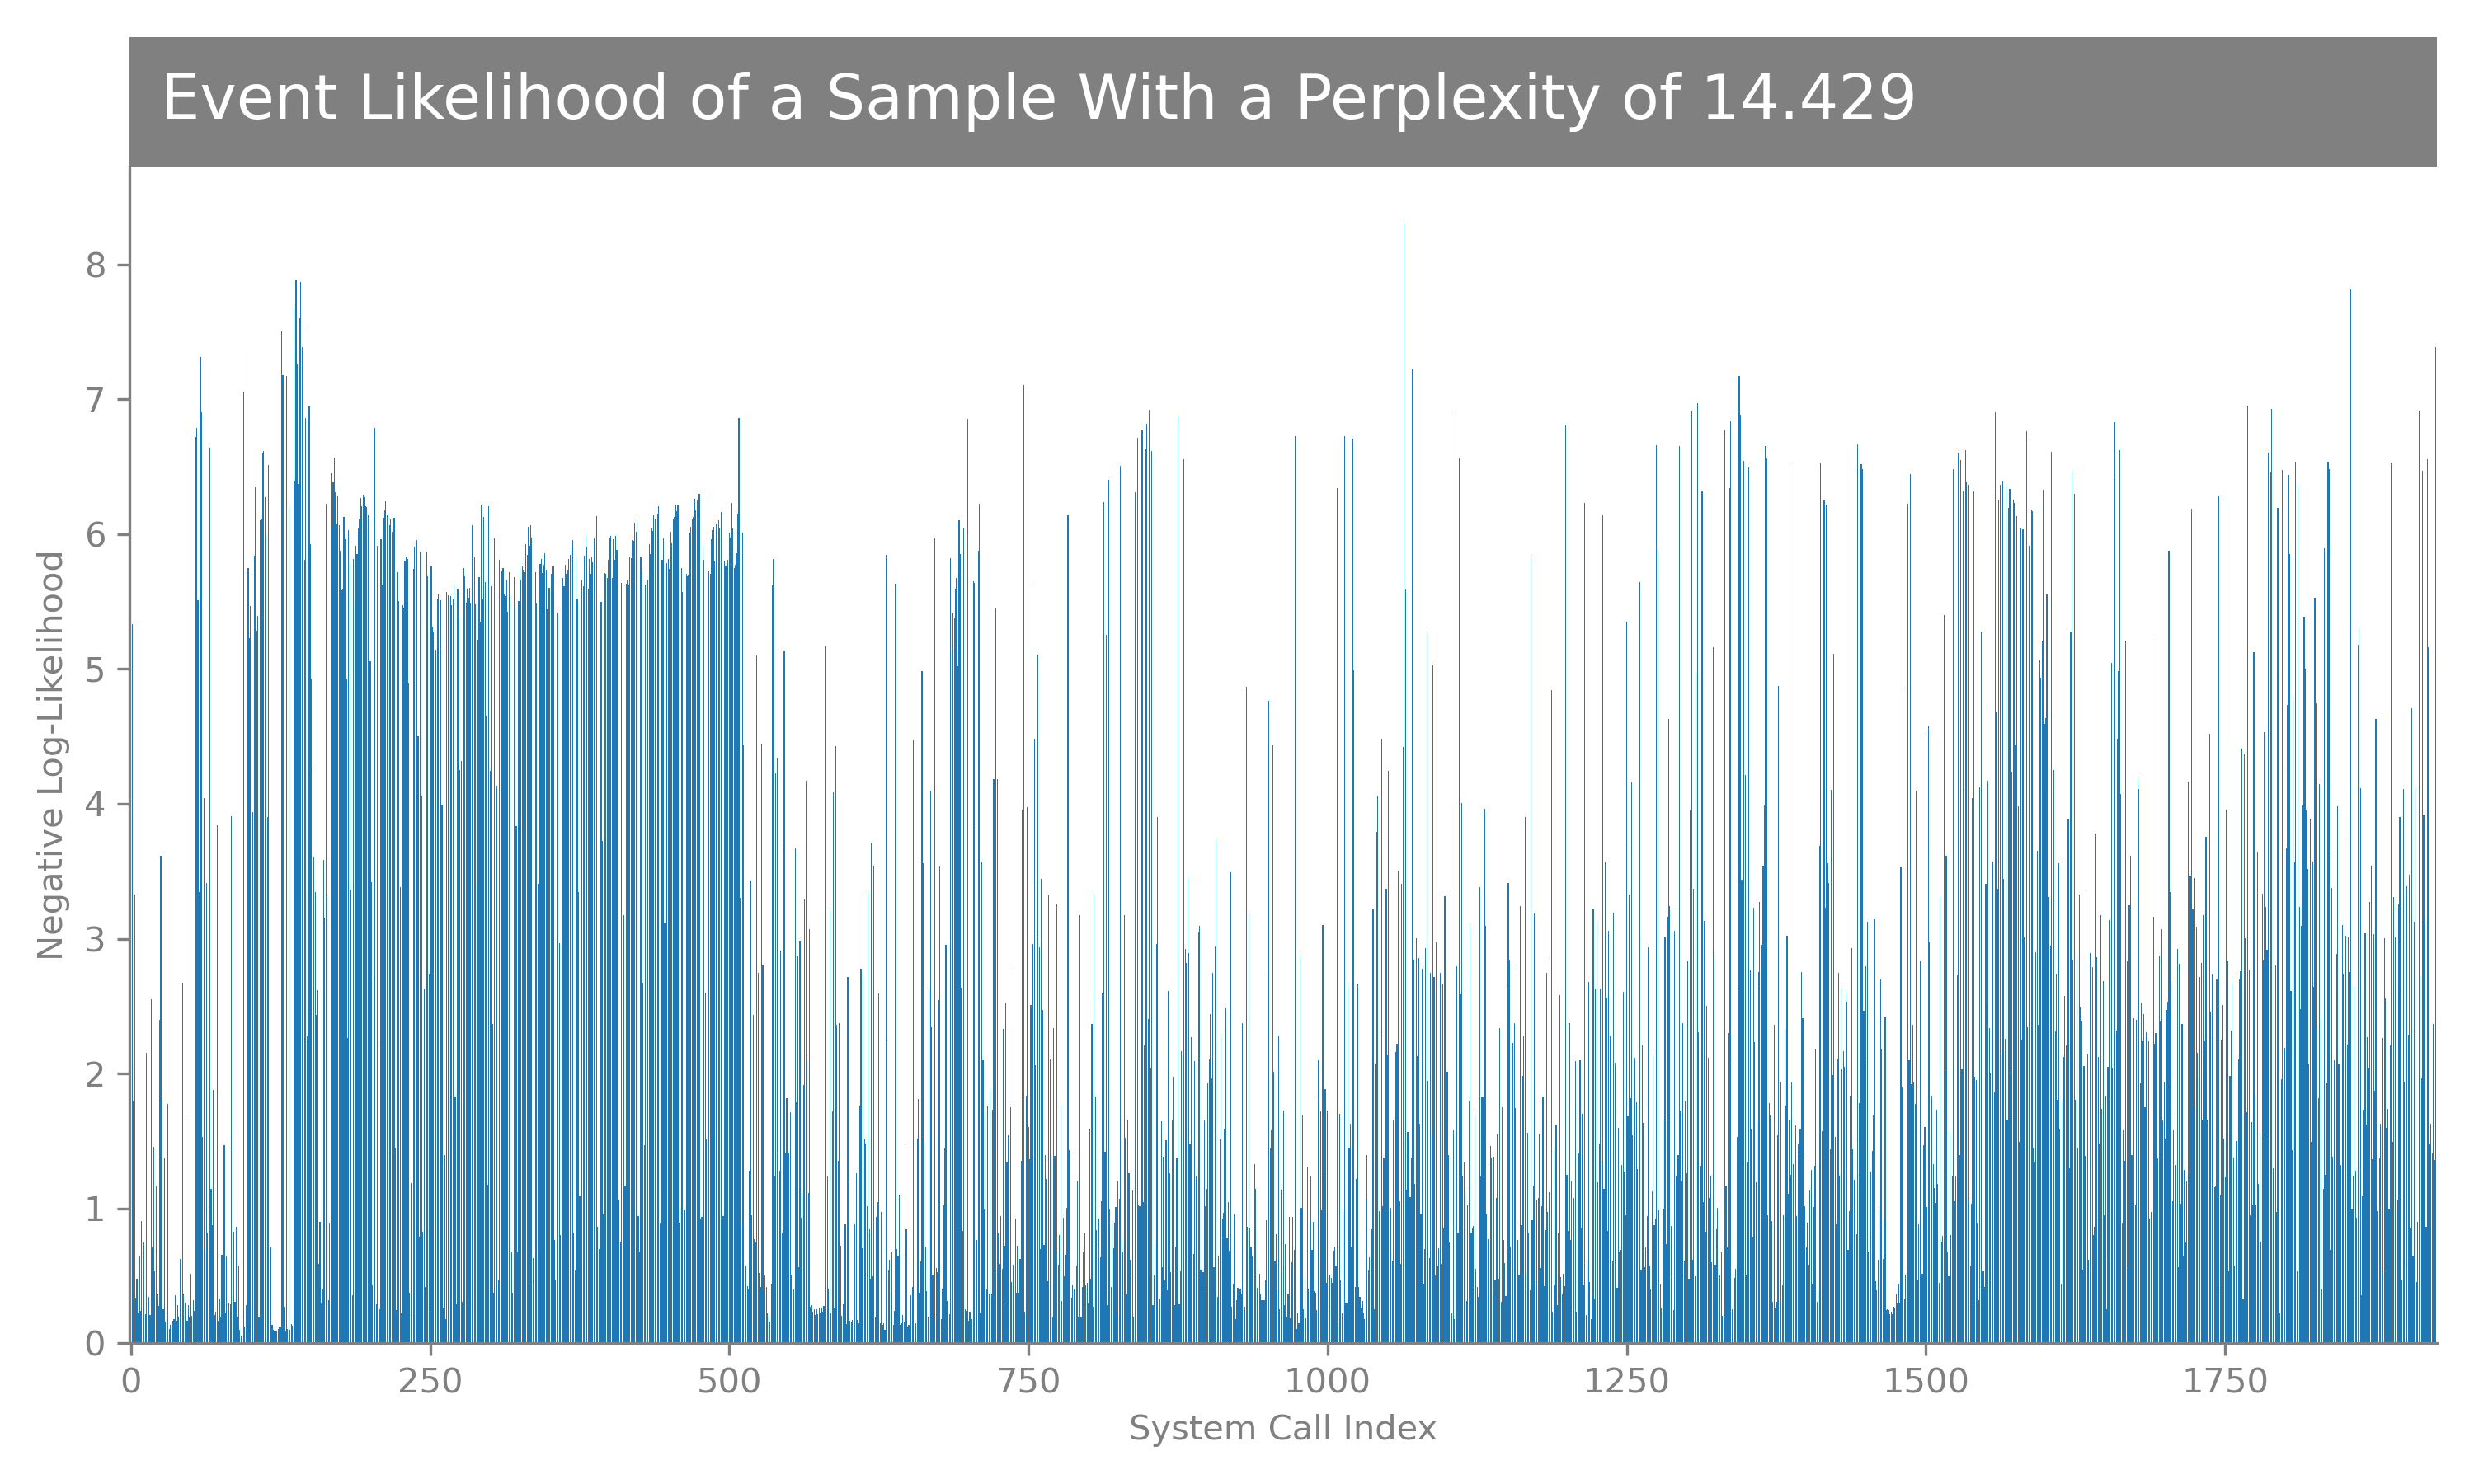 Event Likelihood of a Sample With a Perplexity of 14.429
8
7
6
5
4
3
2
1
0
Negative Log-Likelihood
0 250 500 750 1000 1250 1500 1750
System Call Index